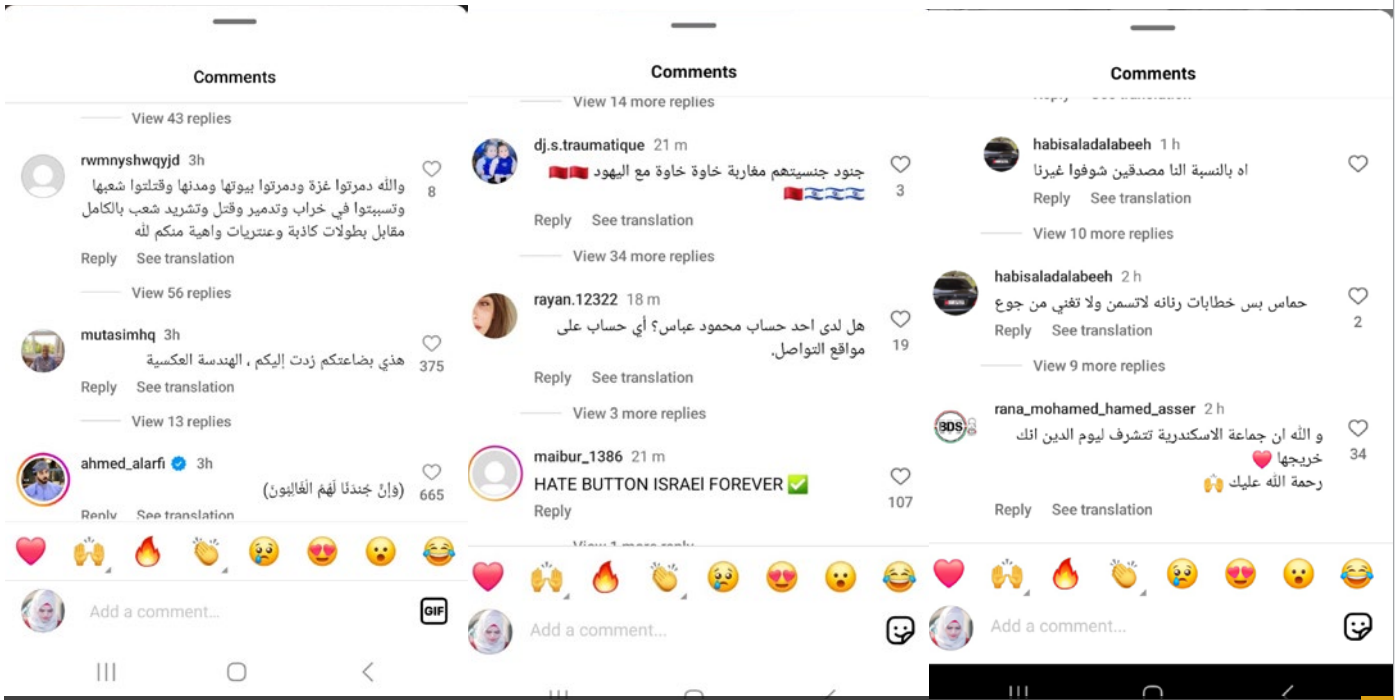 Comments
View 43 replies
rwmnyshwqyjd 3h
والله دمرتوا غزة ودمرتوا بيوتها ومدنها وقتلتوا شعبها
وتسببتوا في خراب وتدمير وقتل وتشريد شعب بالكامل
مقابل بطولات كاذبة وعنتريات واهية منكم لله
8
Reply See translation
View 56 replies
mutasimhq 3h
هذي بضاعتكم زدت إليكم ، الهندسة العكسية
375
Reply See translation
View 13 replies
ahmed_alarfi 3h
(وَإِنَّ جُندَنَا لَهُمُ الْغَالِبُونَ)
665
Reply See translation
Add a comment...
GIF
Comments
View 14 more replies
dj.s.traumatique 21 m
جنود جنسيتهم مغاربة خاوة خاوة مع اليهود 🇲🇦🇲🇦
🇮🇱🇮🇱🇮🇱🇲🇦
3
Reply See translation
View 34 more replies
rayan.12322 18 m
هل لدى احد حساب محمود عباس؟ أي حساب على
مواقع التواصل.
19
Reply See translation
View 3 more replies
maibur_1386 21 m
HATE BUTTON ISRAEl FOREVER ✅
107
Reply
View 1 more reply
Add a comment...
Comments
Reply See translation
habisaladalabeeh 1 h
اه بالنسبة النا مصدقين شوفوا غيرنا
Reply See translation
View 10 more replies
habisaladalabeeh 2 h
حماس بس خطابات رنانه لاتسمن ولا تغني من جوع
2
Reply See translation
View 9 more replies
rana_mohamed_hamed_asser 2 h
BDS
و الله ان جماعة الاسكندرية تتشرف ليوم الدين انك
خريجها ❤️
رحمة الله عليك 🙌
34
Reply See translation
Add a comment...